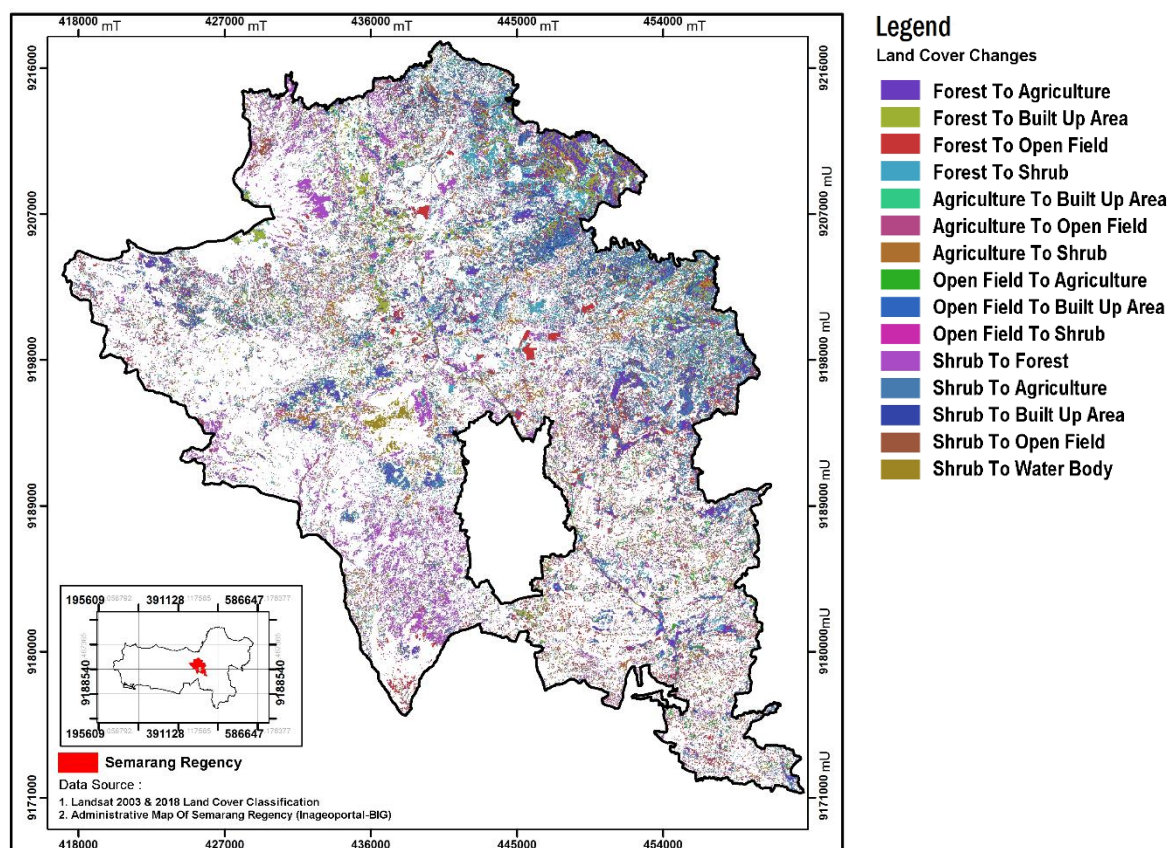 418000 mT 427000 mT 436000 mT 445000 mT 454000 mT
9216000 9216000
9207000 9207000 mU
9198000 9198000 mU
9189000 9189000 mU
9180000 9180000 mU
9171000 9171000 mU
418000 427000 436000 445000 454000
195609 391128 586647
9188540 9188540
195609 391128 586647
Semarang Regency
Data Source :
1. Landsat 2003 & 2018 Land Cover Classification
2. Administrative Map Of Semarang Regency (Inageoportal-BIG)
Legend
Land Cover Changes
Forest To Agriculture
Forest To Built Up Area
Forest To Open Field
Forest To Shrub
Agriculture To Built Up Area
Agriculture To Open Field
Agriculture To Shrub
Open Field To Agriculture
Open Field To Built Up Area
Open Field To Shrub
Shrub To Forest
Shrub To Agriculture
Shrub To Built Up Area
Shrub To Open Field
Shrub To Water Body